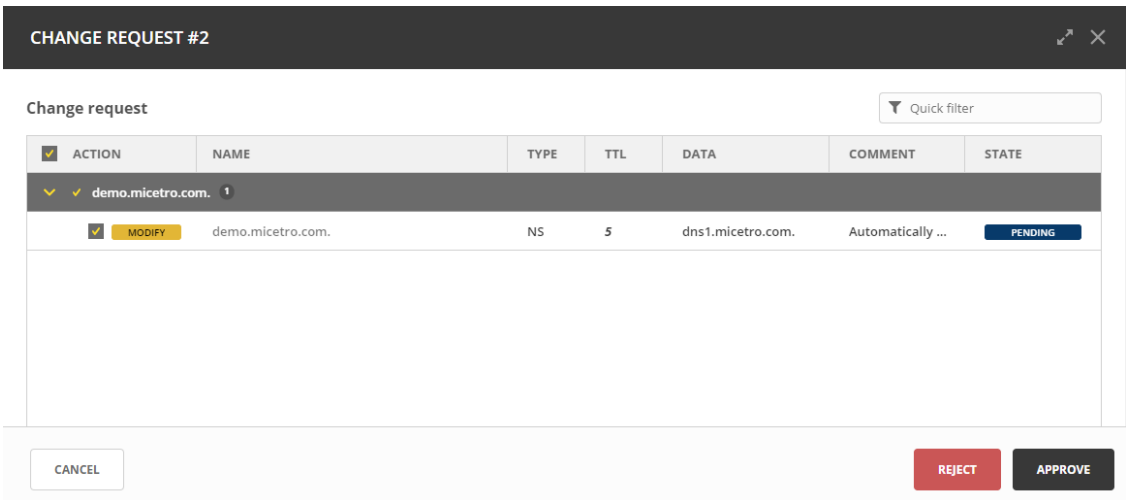 CHANGE REQUEST #2
Change request
Quick filter
ACTION NAME TYPE TTL DATA COMMENT STATE
demo.micetro.com. 1
MODIFY demo.micetro.com. NS 5 dns1.micetro.com. Automatically ... PENDING
CANCEL REJECT APPROVE